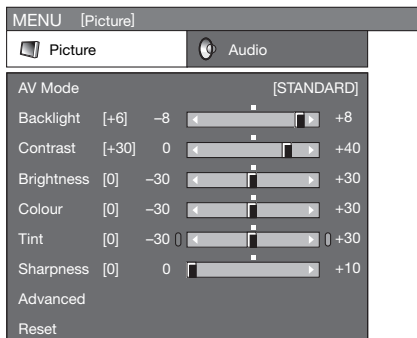 MENU [Picture]
Picture Audio
AV Mode [STANDARD]
Backlight [+6] –8 +8
Contrast [+30] 0 +40
Brightness [0] –30 +30
Colour [0] –30 +30
Tint [0] –30 +30
Sharpness [0] 0 +10
Advanced
Reset